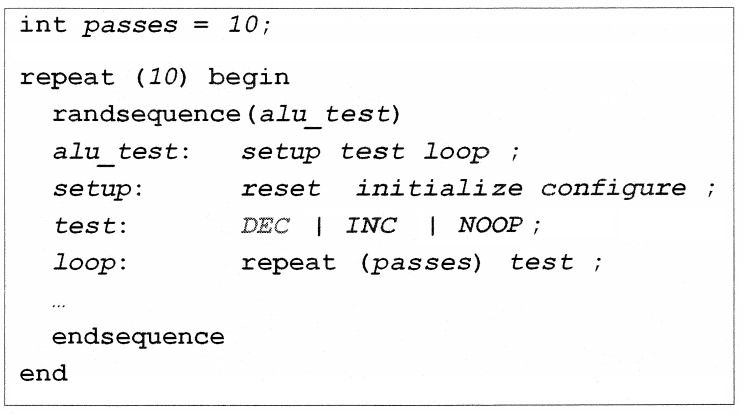 int passes = 10;
repeat (10) begin
randsequence(alu_test)
alu_test: setup test loop ;
setup: reset initialize configure ;
test: DEC | INC | NOOP;
loop: repeat (passes) test ;
...
endsequence
end